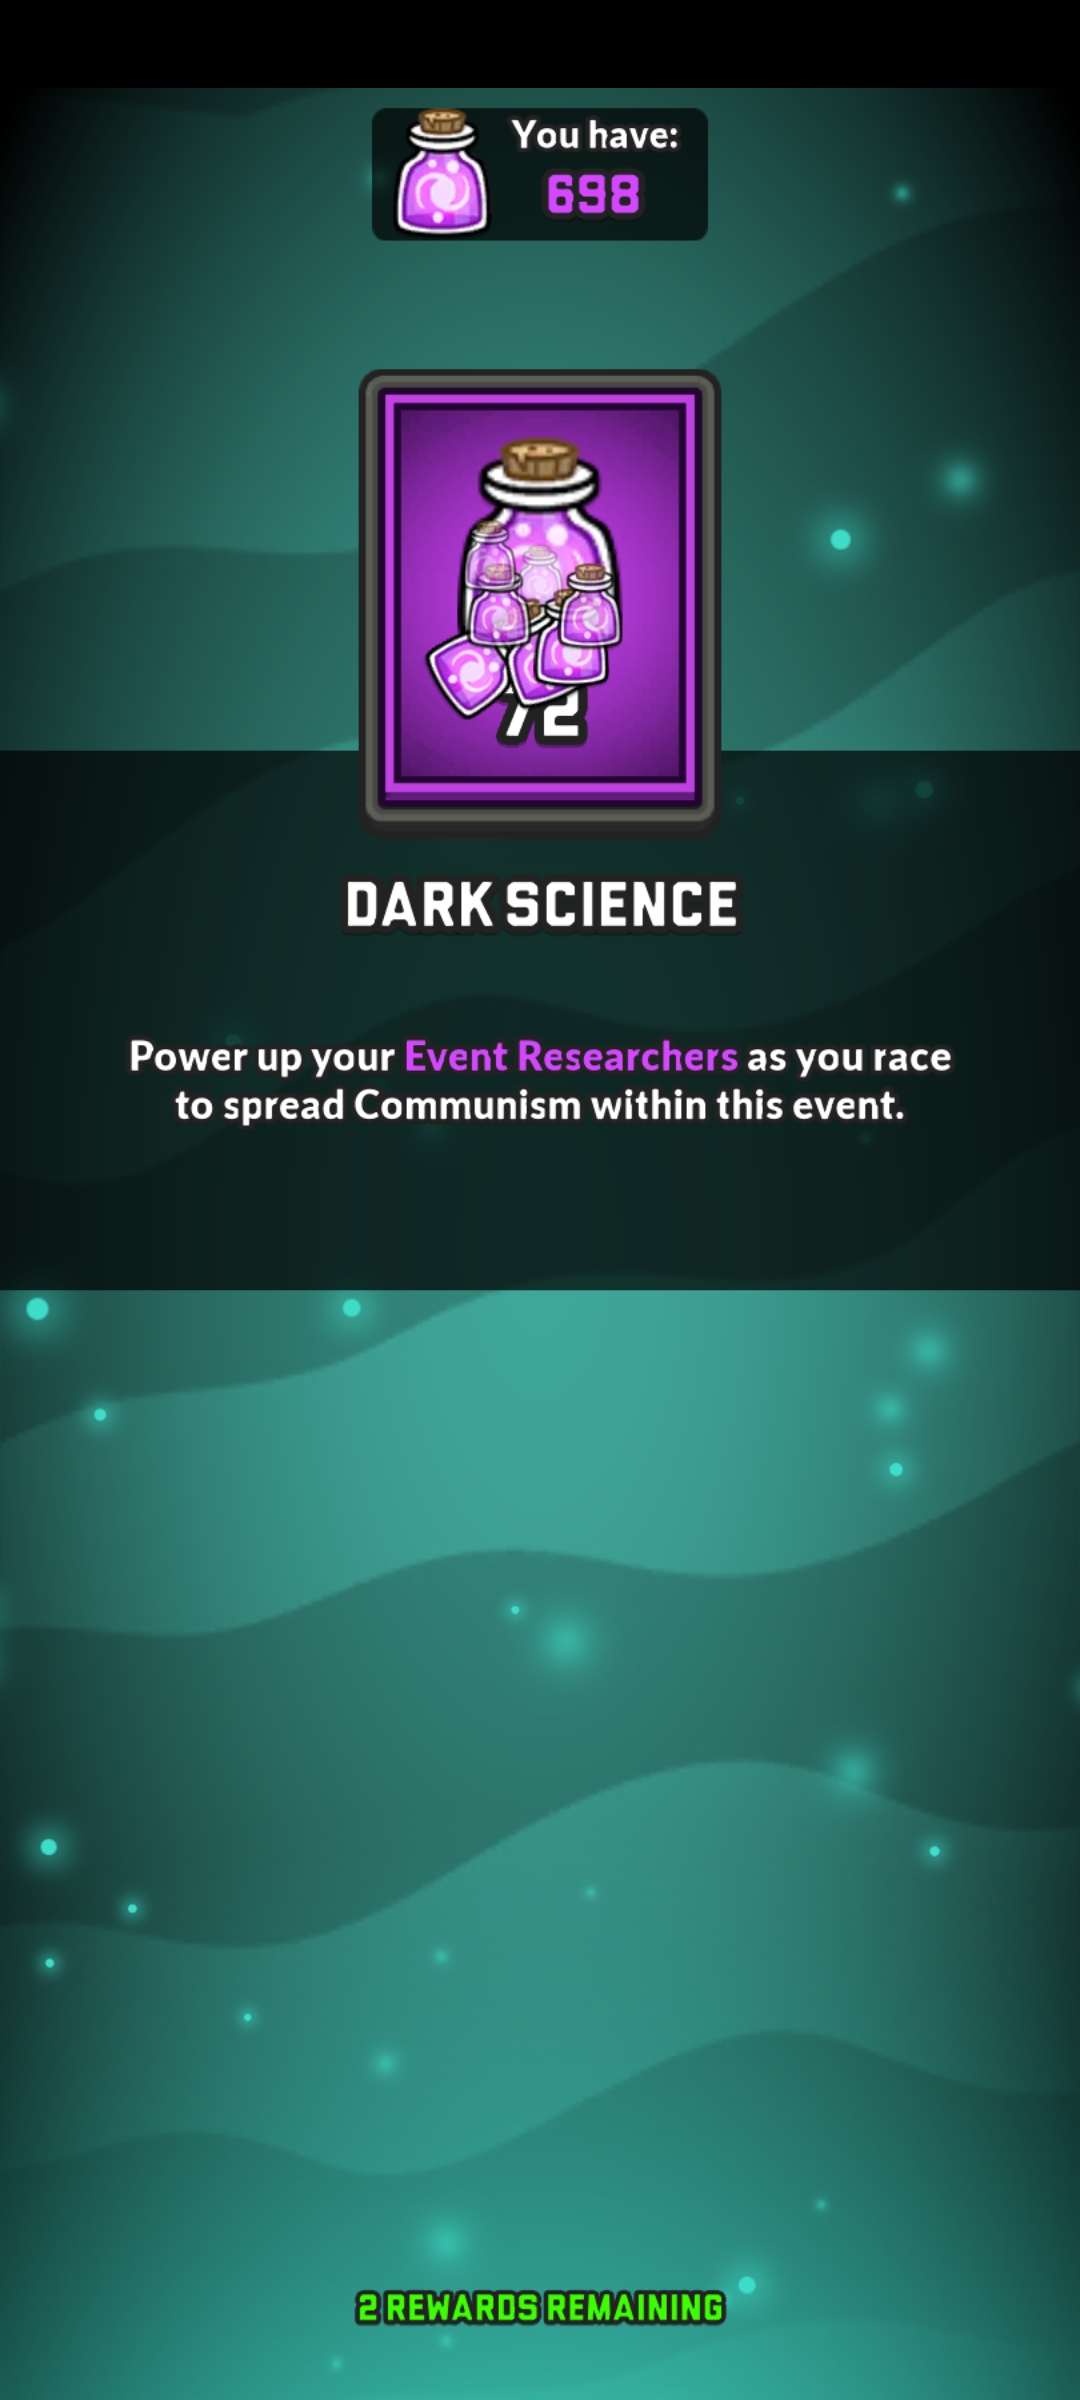 You have:
698
72
DARK SCIENCE
Power up your Event Researchers as you race
to spread Communism within this event.
2 REWARDS REMAINING